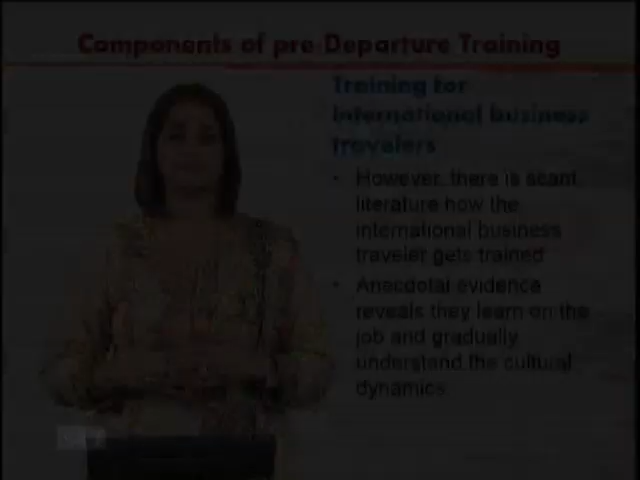 Components of pre-Departure Training
Training for
international business
travelers
• However, there is scant
literature how the
international business
traveler gets trained
• Anecdotal evidence
reveals they learn on the
job and gradually
understand the cultural
dynamics